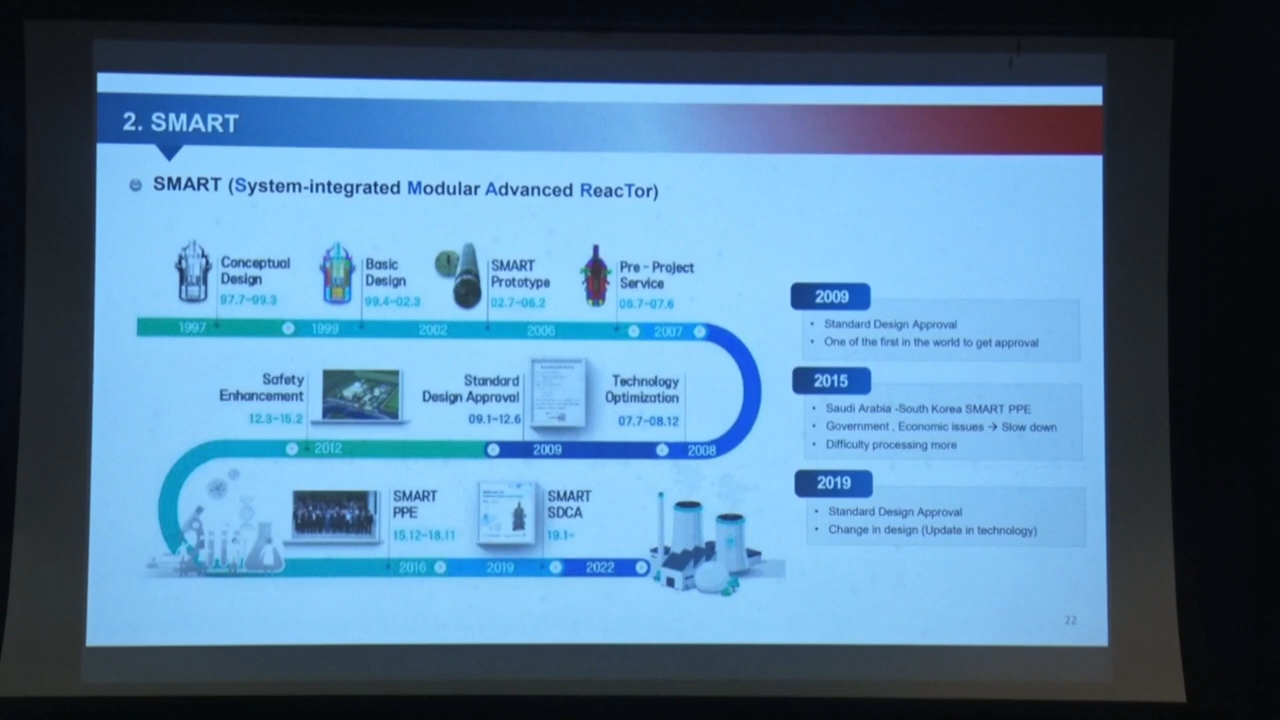 2. SMART
SMART (System-integrated Modular Advanced ReacTor)
Conceptual
Design
97.7~99.3
Basic
Design
99.4~02.3
SMART
Prototype
02.7~06.2
Pre - Project
Service
06.7~07.6
1997
1999
2002
2006
2007
Safety
Enhancement
12.3~15.2
Standard
Design Approval
09.1~12.6
Technology
Optimization
07.7~08.12
2012
2009
2008
SMART
PPE
15.12~18.11
SMART
SDCA
19.1~
2016
2019
2022
2009
• Standard Design Approval
• One of the first in the world to get approval
2015
• Saudi Arabia -South Korea SMART PPE
• Government , Economic issues → Slow down
• Difficulty processing more
2019
• Standard Design Approval
• Change in design (Update in technology)
22